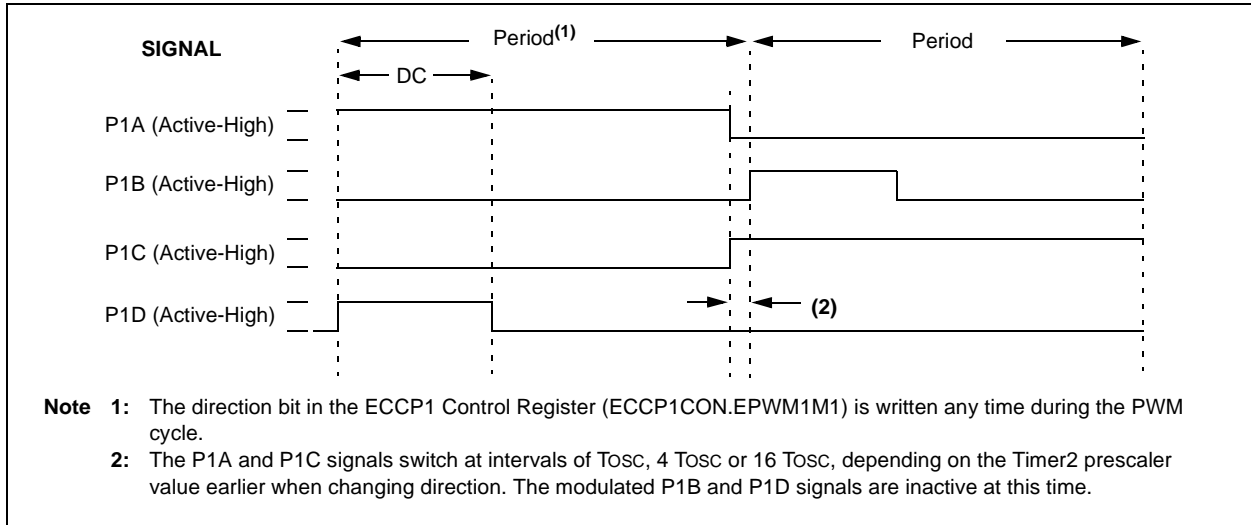 SIGNAL
Period(1)
Period
DC
P1A (Active-High)
P1B (Active-High)
P1C (Active-High)
(2)
P1D (Active-High)
Note 1: The direction bit in the ECCP1 Control Register (ECCP1CON.EPWM1M1) is written any time during the PWM
cycle.
2: The P1A and P1C signals switch at intervals of TOSC, 4 TOSC or 16 TOSC, depending on the Timer2 prescaler
value earlier when changing direction. The modulated P1B and P1D signals are inactive at this time.